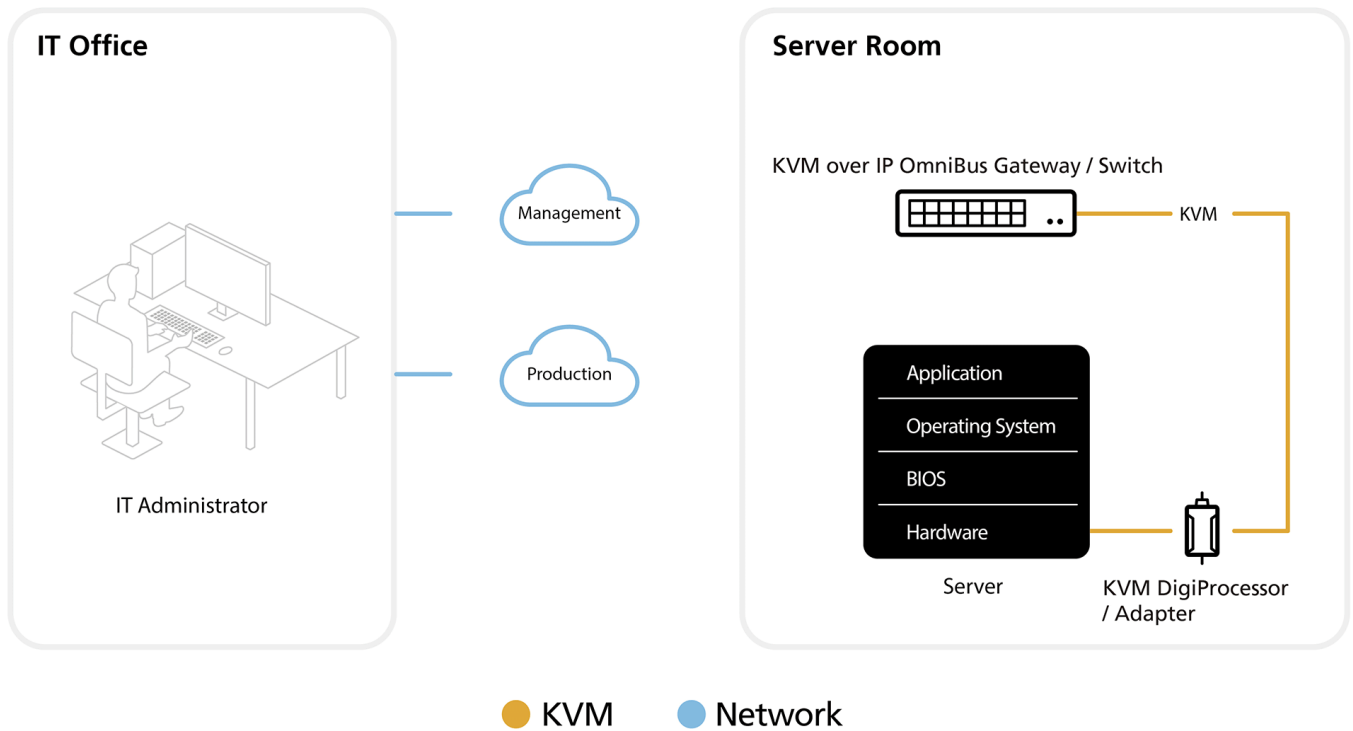 IT Office
Server Room
KVM over IP OmniBus Gateway / Switch
Management
KVM
Production
Application
Operating System
BIOS
Hardware
IT Administrator
Server
KVM DigiProcessor
/ Adapter
KVM
Network